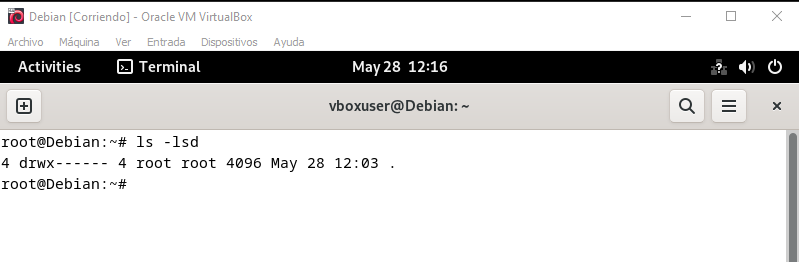 Debian [Corriendo] - Oracle VM VirtualBox
Archivo Máquina Ver Entrada Dispositivos Ayuda
Activities Terminal May 28 12:16
vboxuser@Debian: ~
root@Debian:~# ls -lsd
4 drwx------ 4 root root 4096 May 28 12:03 .
root@Debian:~#